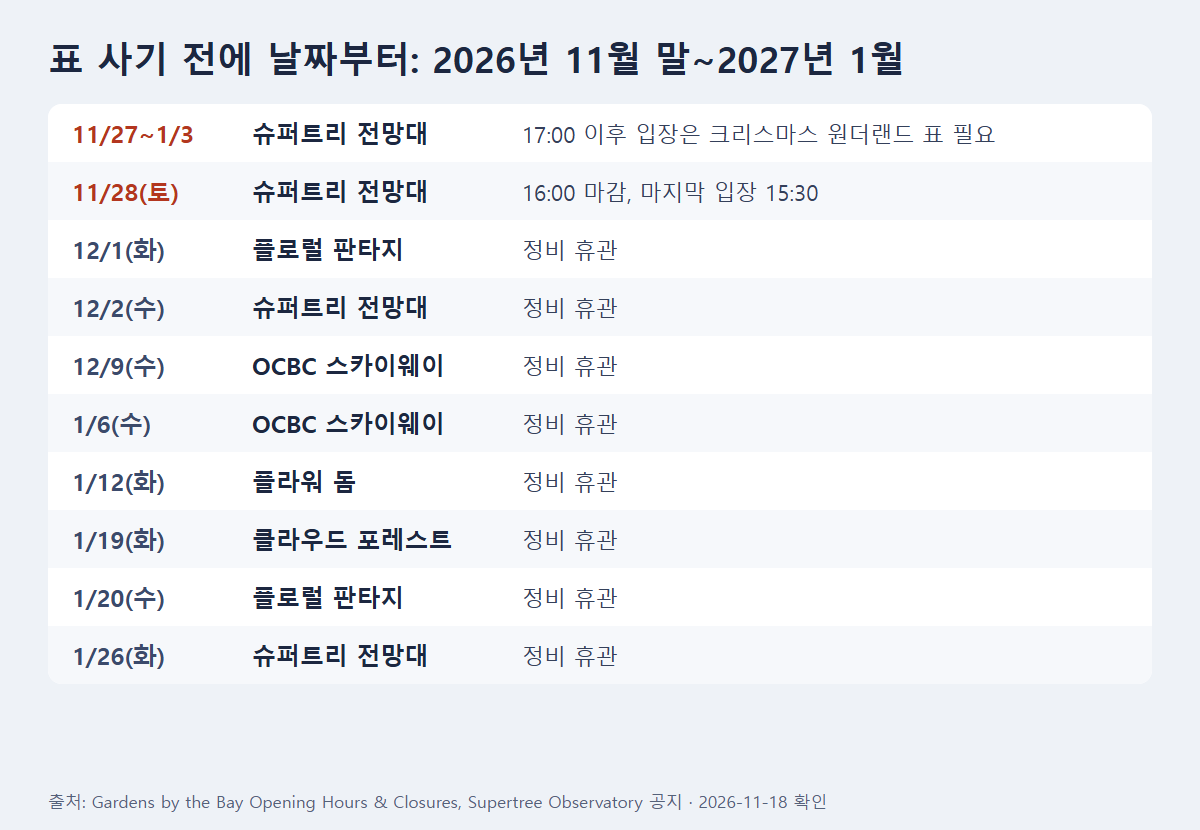 표 사기 전에 날짜부터: 2026년 11월 말~2027년 1월
11/27~1/3 슈퍼트리 전망대 17:00 이후 입장은 크리스마스 원더랜드 표 필요
11/28(토) 슈퍼트리 전망대 16:00 마감, 마지막 입장 15:30
12/1(화) 플로럴 판타지 정비 휴관
12/2(수) 슈퍼트리 전망대 정비 휴관
12/9(수) OCBC 스카이웨이 정비 휴관
1/6(수) OCBC 스카이웨이 정비 휴관
1/12(화) 플라워 돔 정비 휴관
1/19(화) 클라우드 포레스트 정비 휴관
1/20(수) 플로럴 판타지 정비 휴관
1/26(화) 슈퍼트리 전망대 정비 휴관
출처: Gardens by the Bay Opening Hours & Closures, Supertree Observatory 공지 · 2026-11-18 확인